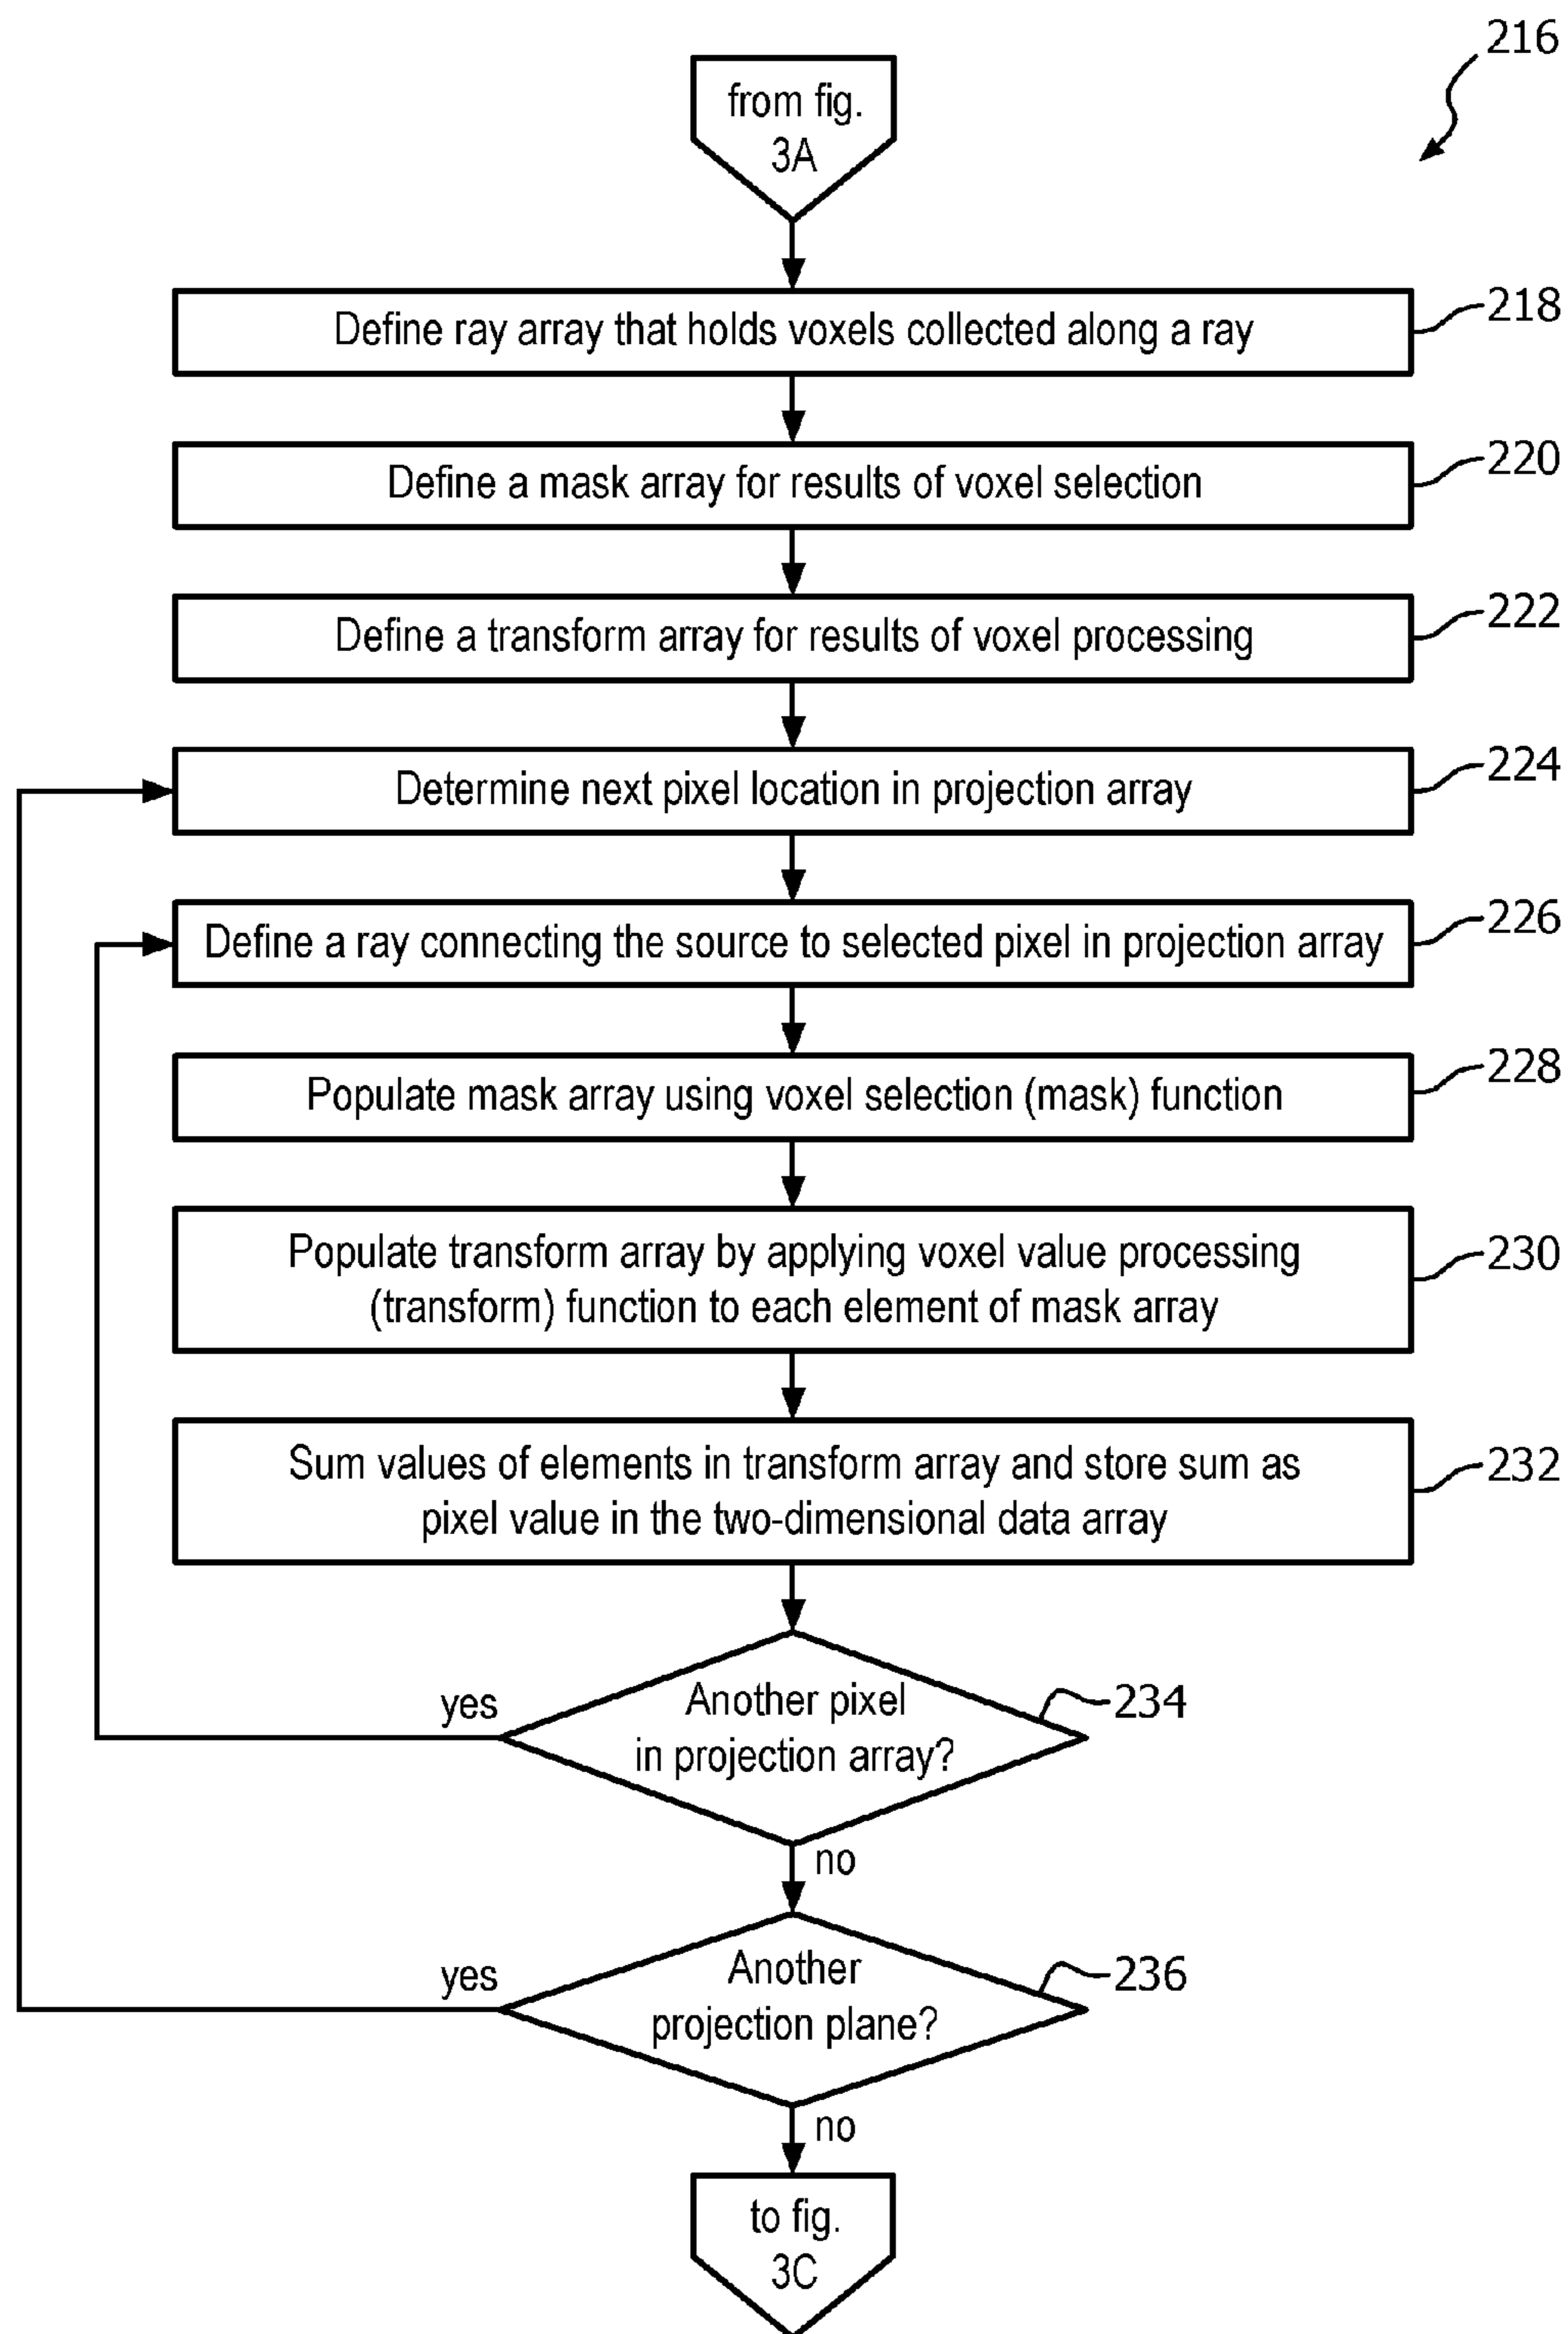 216
from fig.
3A
Define ray array that holds voxels collected along a ray
218
Define a mask array for results of voxel selection
220
Define a transform array for results of voxel processing
222
Determine next pixel location in projection array
224
Define a ray connecting the source to selected pixel in projection array
226
Populate mask array using voxel selection (mask) function
228
Populate transform array by applying voxel value processing
(transform) function to each element of mask array
230
Sum values of elements in transform array and store sum as
pixel value in the two-dimensional data array
232
yes
Another pixel
in projection array?
234
no
yes
Another
projection plane?
236
no
to fig.
3C